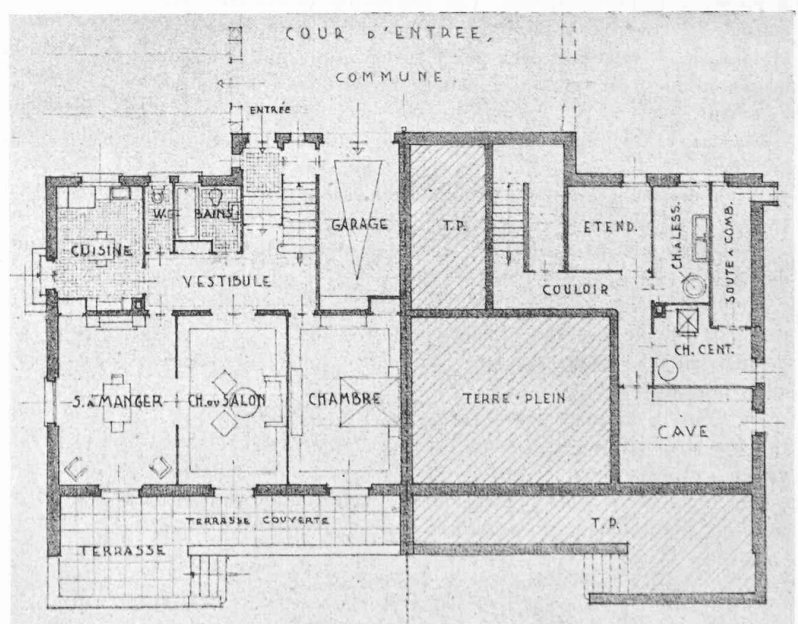 COUR D'ENTREE,
COMMUNE.
ENTRÉE
W.C.
BAINS
CUISINE
GARAGE
VESTIBULE
S. A MANGER
CH. OU SALON
CHAMBRE
TERRASSE COUVERTE
TERRASSE
T.P.
ETEND.
CH. A LESS.
SOUTE A COMB.
COULOIR
CH. CENT.
TERRE-PLEIN
CAVE
T.P.